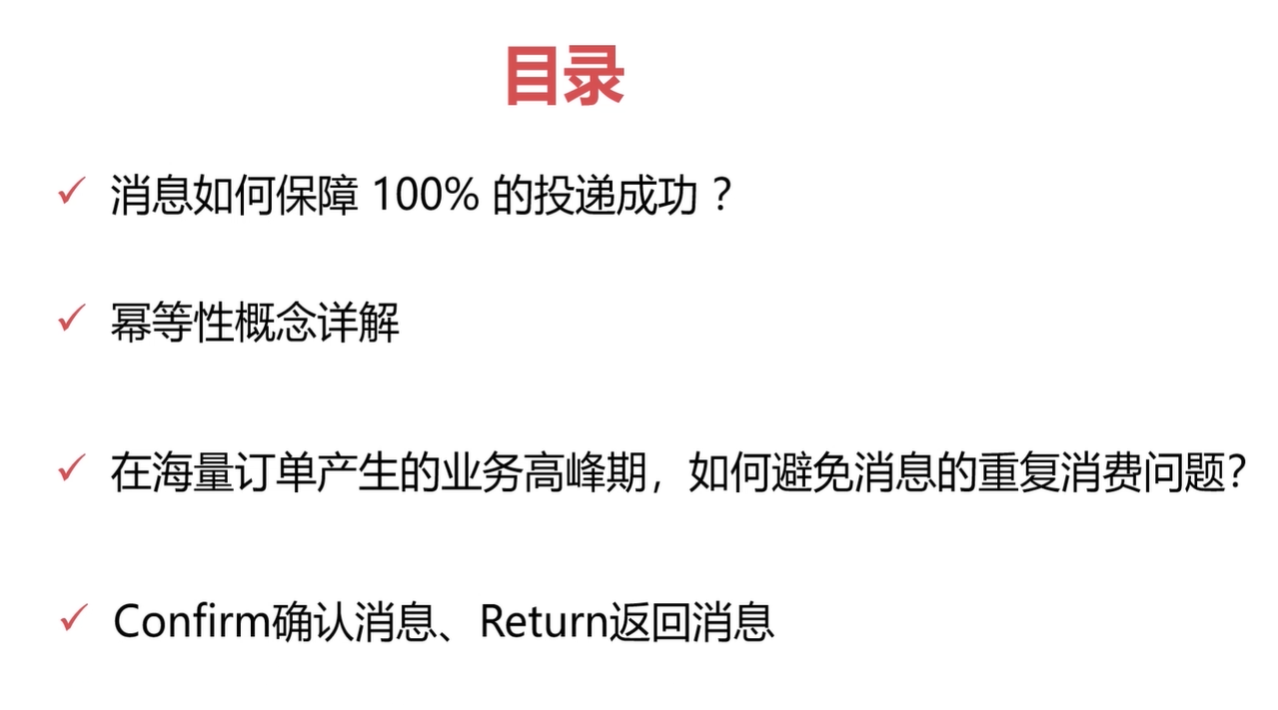 目录
消息如何保障 100% 的投递成功 ？
幂等性概念详解
在海量订单产生的业务高峰期，如何避免消息的重复消费问题?
Confirm确认消息、Return返回消息